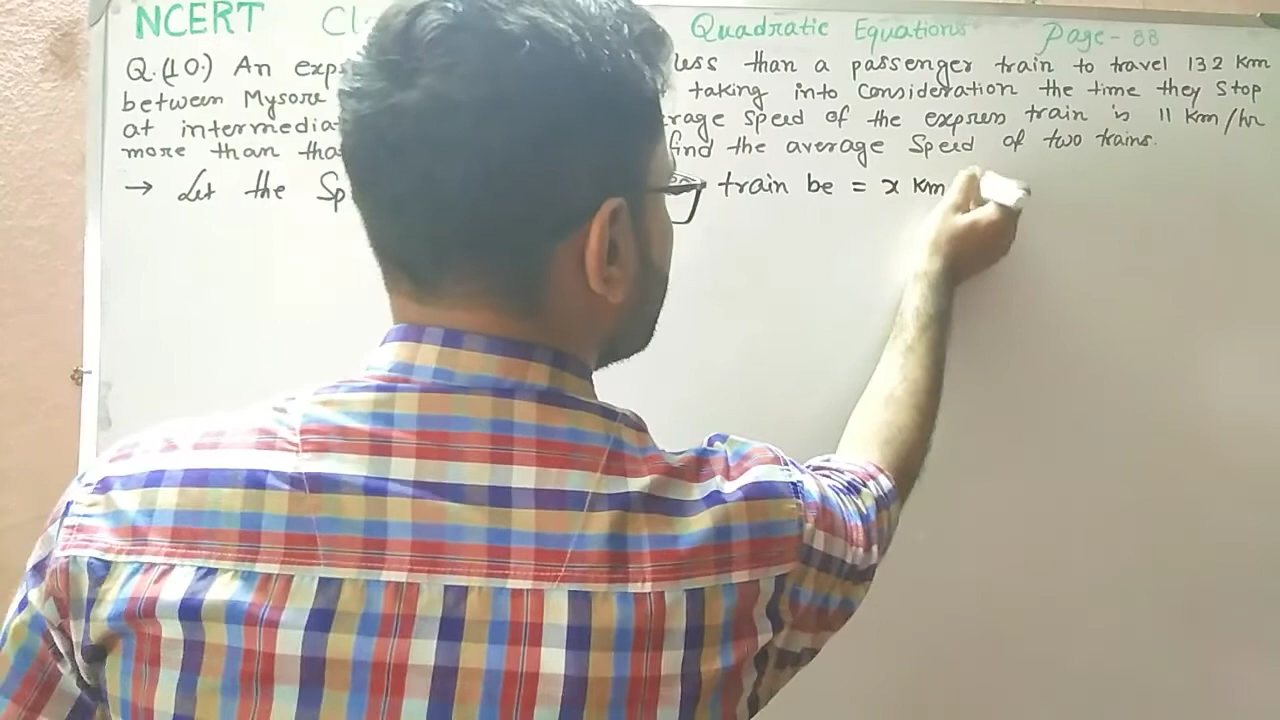 NCERT Cl Quadratic Equations Page - 88
Q.(10.) An exp less than a passenger train to travel 132 Km
between Mysore taking into Consideration the time they stop
at intermedia rage speed of the express train is 11 Km/hr
more than tha find the average Speed of two trains.
→ Let the Sp train be = x Km